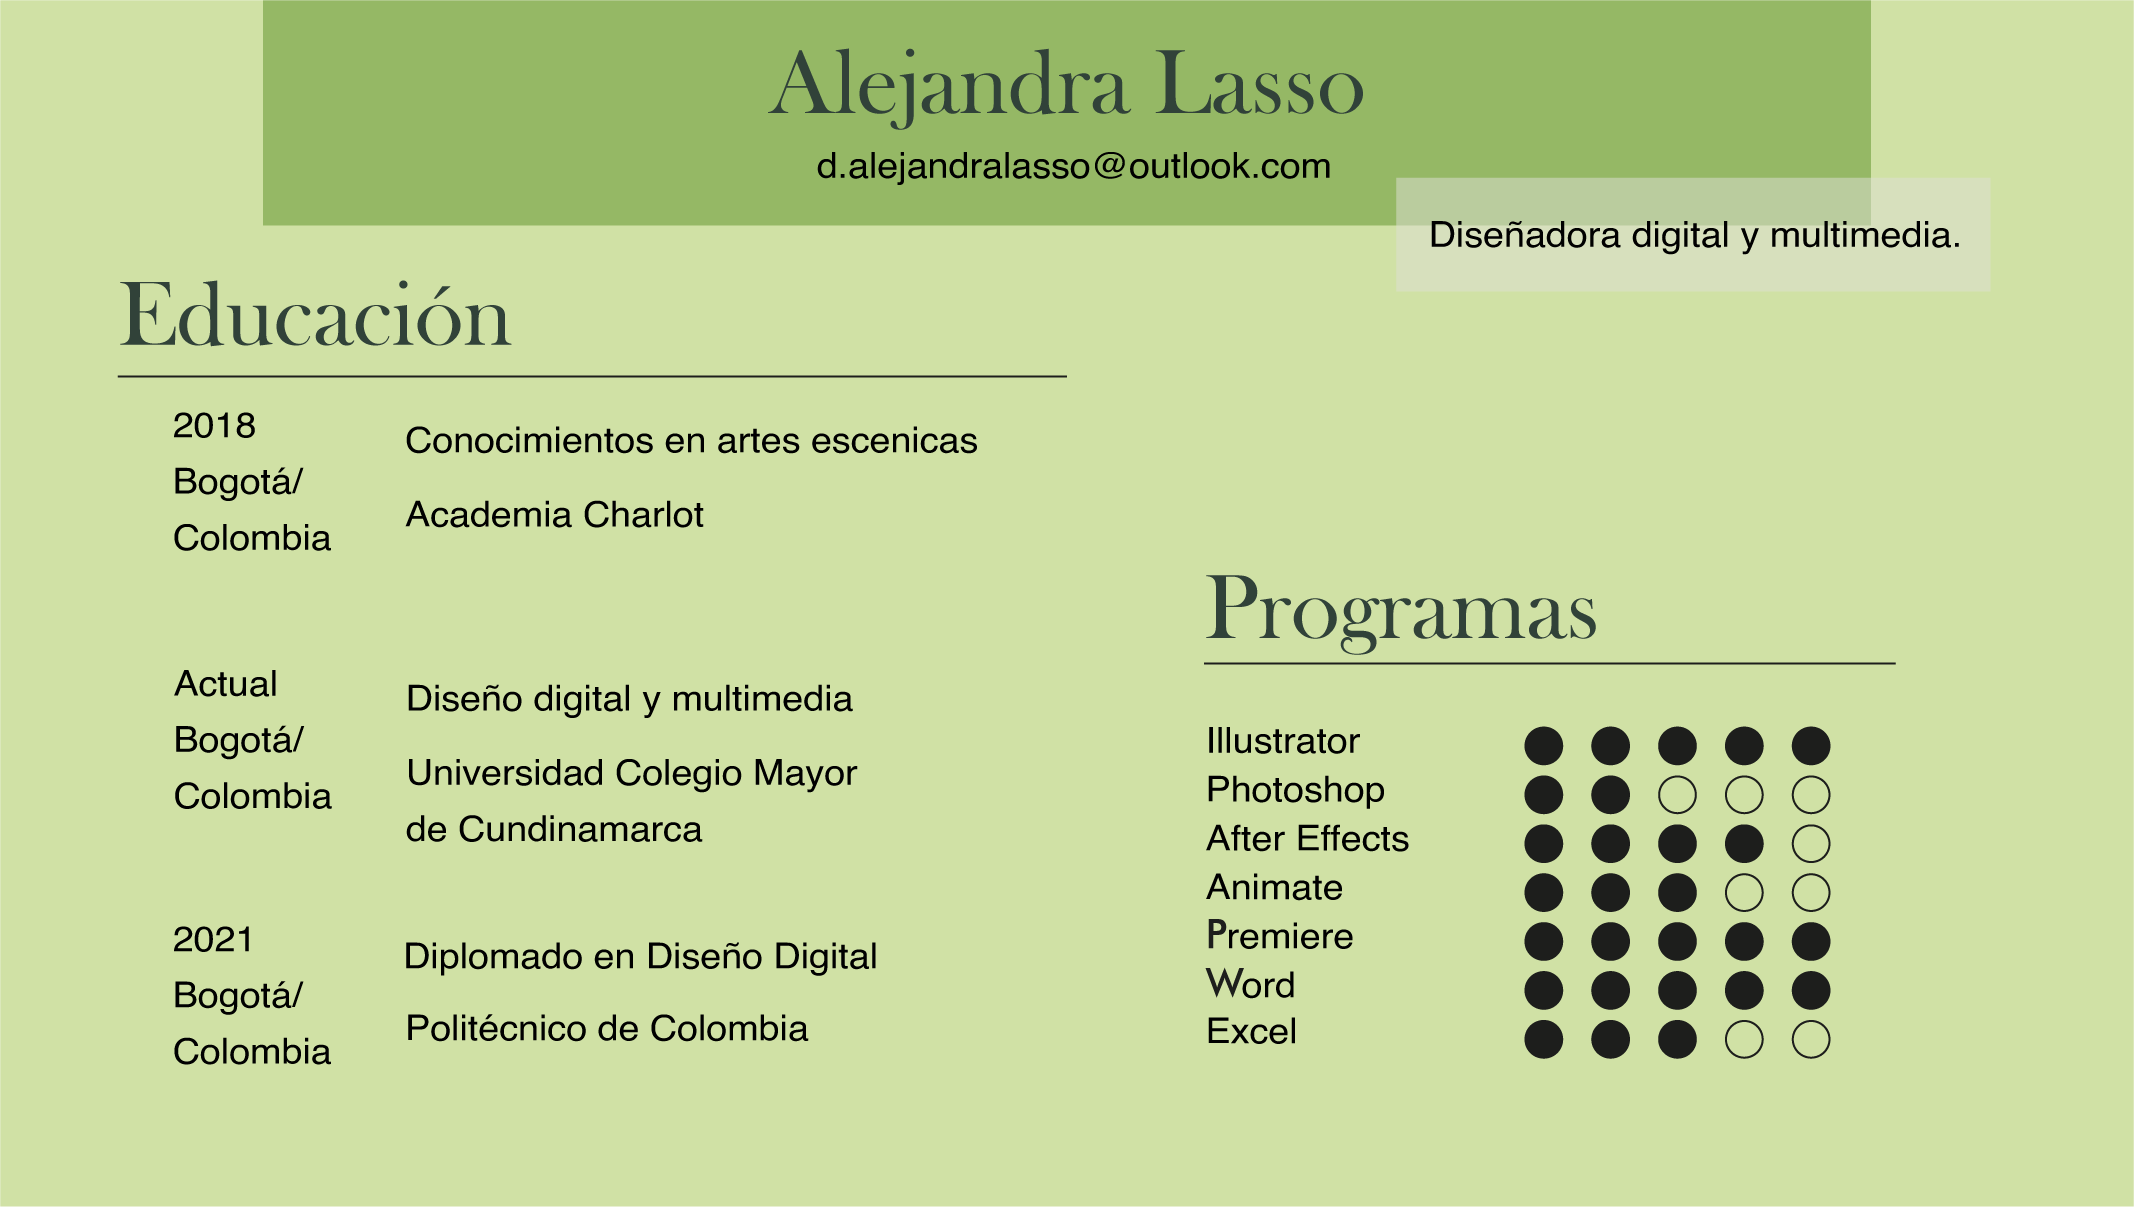 Alejandra Lasso
d.alejandralasso@outlook.com
Diseñadora digital y multimedia.
Educación
2018
Bogotá/
Colombia
Conocimientos en artes escenicas
Academia Charlot
Actual
Bogotá/
Colombia
Diseño digital y multimedia
Universidad Colegio Mayor
de Cundinamarca
2021
Bogotá/
Colombia
Diplomado en Diseño Digital
Politécnico de Colombia
Programas
Illustrator
Photoshop
After Effects
Animate
Premiere
Word
Excel